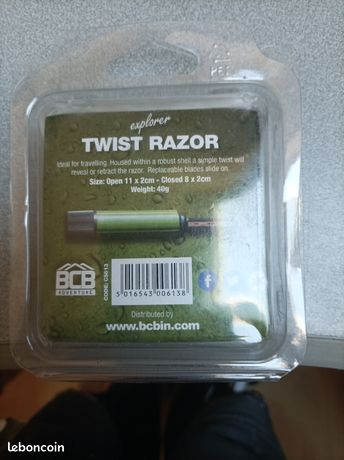 explorer
TWIST RAZOR
Ideal for travelling. Housed within a robust shell a simple twist will
reveal or retract the razor. Replaceable blades slide on.
Size: Open 11 x 2cm - Closed 8 x 2cm
Weight: 40g
BCB
ADVENTURE
5 016543 006138
Distributed by
www.bcbin.com
leboncoin